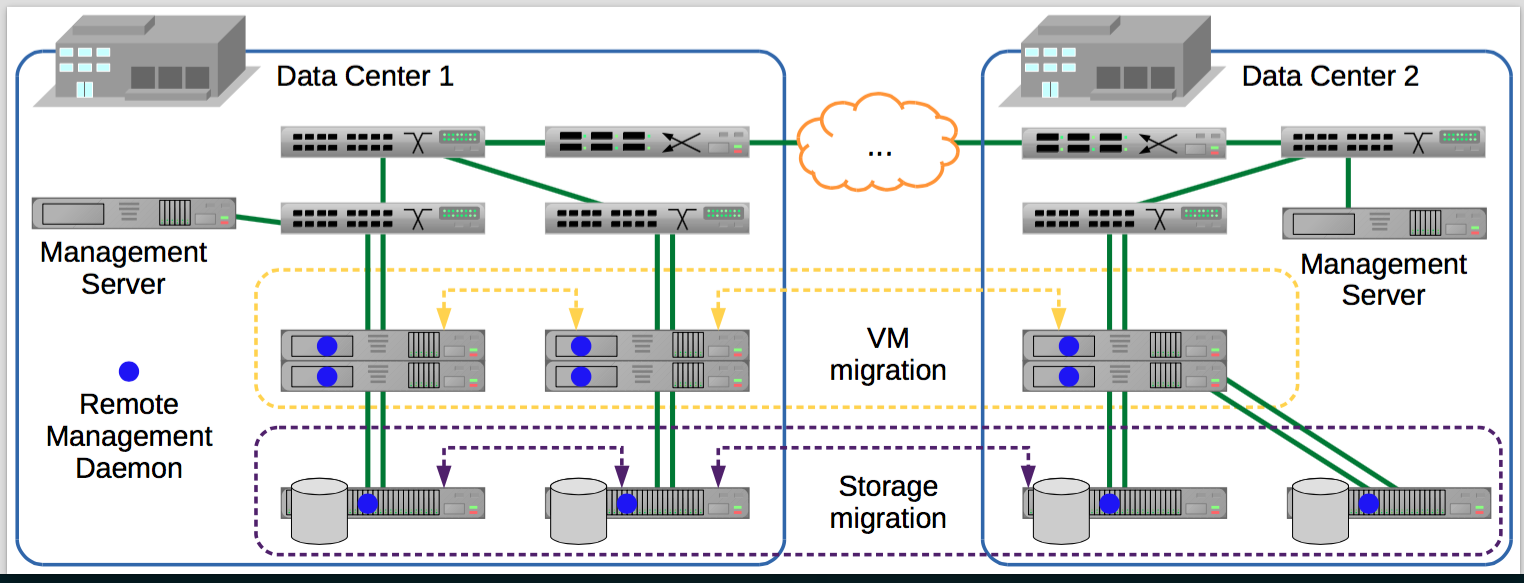 Data Center 1
Data Center 2
...
Management
Server
Management
Server
VM
migration
Remote
Management
Daemon
Storage
migration